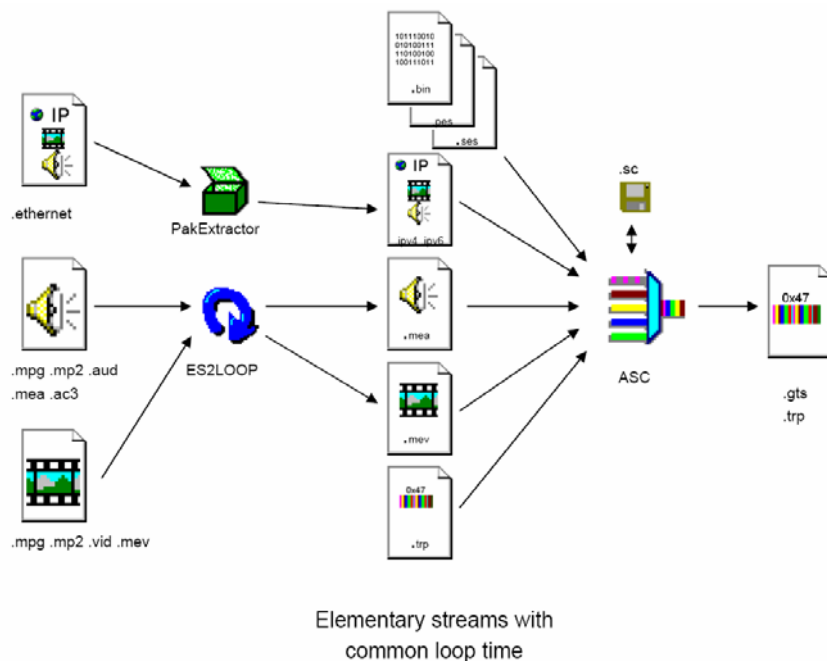 101110010
010100111
110100100
100111011
.bin
.pes
.ses
IP
.ethernet
PakExtractor
IP
.ipv4 .ipv6
.sc
.mpg .mp2 .aud
.mea .ac3
ES2LOOP
.mea
0x47
ASC
.gts
.trp
.mev
.mpg .mp2 .vid .mev
0x47
.trp
Elementary streams with
common loop time